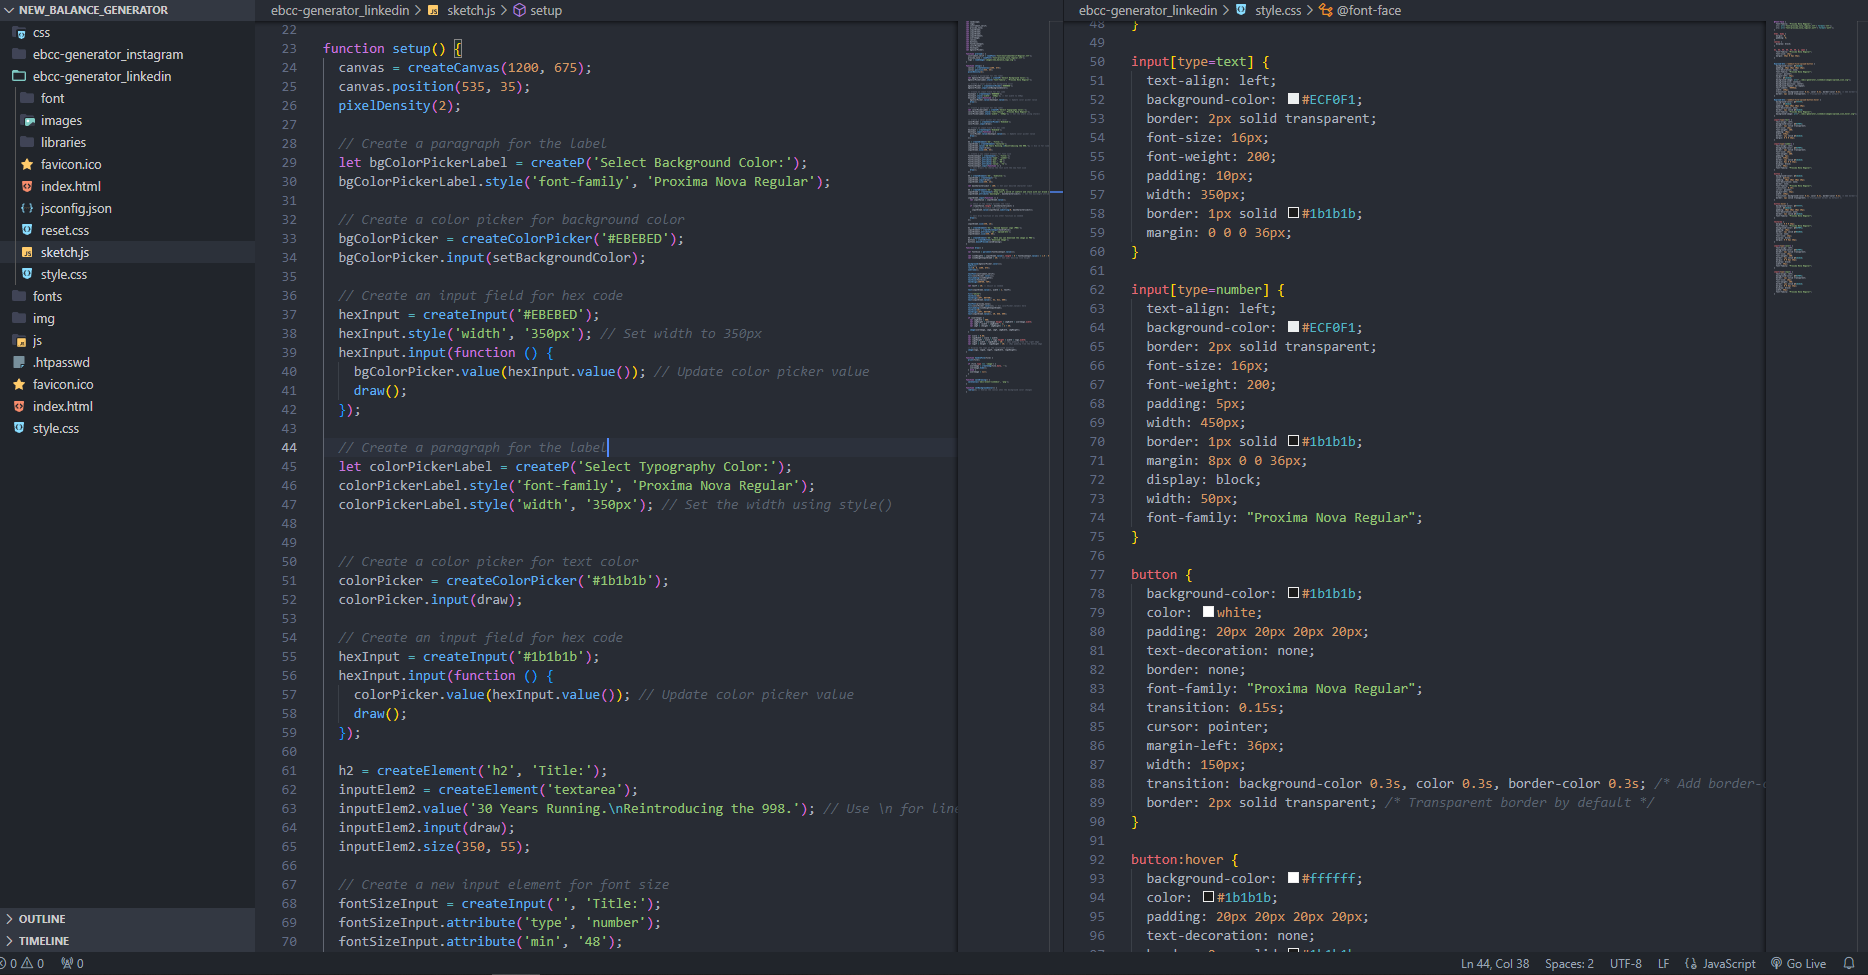 NEW_BALANCE_GENERATOR
css
ebcc-generator_instagram
ebcc-generator_linkedin
font
images
libraries
favicon.ico
index.html
jsconfig.json
reset.css
sketch.js
style.css
fonts
img
js
.htpasswd
favicon.ico
index.html
style.css
OUTLINE
TIMELINE
ebcc-generator_linkedin > sketch.js > setup
22
23 function setup() {
24 canvas = createCanvas(1200, 675);
25 canvas.position(535, 35);
26 pixelDensity(2);
27
28 // Create a paragraph for the label
29 let bgColorPickerLabel = createP('Select Background Color:');
30 bgColorPickerLabel.style('font-family', 'Proxima Nova Regular');
31
32 // Create a color picker for background color
33 bgColorPicker = createColorPicker('#EBEBED');
34 bgColorPicker.input(setBackgroundColor);
35
36 // Create an input field for hex code
37 hexInput = createInput('#EBEBED');
38 hexInput.style('width', '350px'); // Set width to 350px
39 hexInput.input(function () {
40 bgColorPicker.value(hexInput.value()); // Update color picker value
41 draw();
42 });
43
44 // Create a paragraph for the label
45 let colorPickerLabel = createP('Select Typography Color:');
46 colorPickerLabel.style('font-family', 'Proxima Nova Regular');
47 colorPickerLabel.style('width', '350px'); // Set the width using style()
48
49
50 // Create a color picker for text color
51 colorPicker = createColorPicker('#1b1b1b');
52 colorPicker.input(draw);
53
54 // Create an input field for hex code
55 hexInput = createInput('#1b1b1b');
56 hexInput.input(function () {
57 colorPicker.value(hexInput.value()); // Update color picker value
58 draw();
59 });
60
61 h2 = createElement('h2', 'Title:');
62 inputElem2 = createElement('textarea');
63 inputElem2.value('30 Years Running.\nReintroducing the 998.'); // Use \n for line
64 inputElem2.input(draw);
65 inputElem2.size(350, 55);
66
67 // Create a new input element for font size
68 fontSizeInput = createInput('', 'Title:');
69 fontSizeInput.attribute('type', 'number');
70 fontSizeInput.attribute('min', '48');
ebcc-generator_linkedin > style.css > @font-face
48 }
49
50 input[type=text] {
51 text-align: left;
52 background-color: #ECF0F1;
53 border: 2px solid transparent;
54 font-size: 16px;
55 font-weight: 200;
56 padding: 10px;
57 width: 350px;
58 border: 1px solid #1b1b1b;
59 margin: 0 0 0 36px;
60 }
61
62 input[type=number] {
63 text-align: left;
64 background-color: #ECF0F1;
65 border: 2px solid transparent;
66 font-size: 16px;
67 font-weight: 200;
68 padding: 5px;
69 width: 450px;
70 border: 1px solid #1b1b1b;
71 margin: 8px 0 0 36px;
72 display: block;
73 width: 50px;
74 font-family: "Proxima Nova Regular";
75 }
76
77 button {
78 background-color: #1b1b1b;
79 color: white;
80 padding: 20px 20px 20px 20px;
81 text-decoration: none;
82 border: none;
83 font-family: "Proxima Nova Regular";
84 transition: 0.15s;
85 cursor: pointer;
86 margin-left: 36px;
87 width: 150px;
88 transition: background-color 0.3s, color 0.3s, border-color 0.3s; /* Add border-
89 border: 2px solid transparent; /* Transparent border by default */
90 }
91
92 button:hover {
93 background-color: #ffffff;
94 color: #1b1b1b;
95 padding: 20px 20px 20px 20px;
96 text-decoration: none;
0 0 0
Ln 44, Col 38 Spaces: 2 UTF-8 LF {} JavaScript Go Live